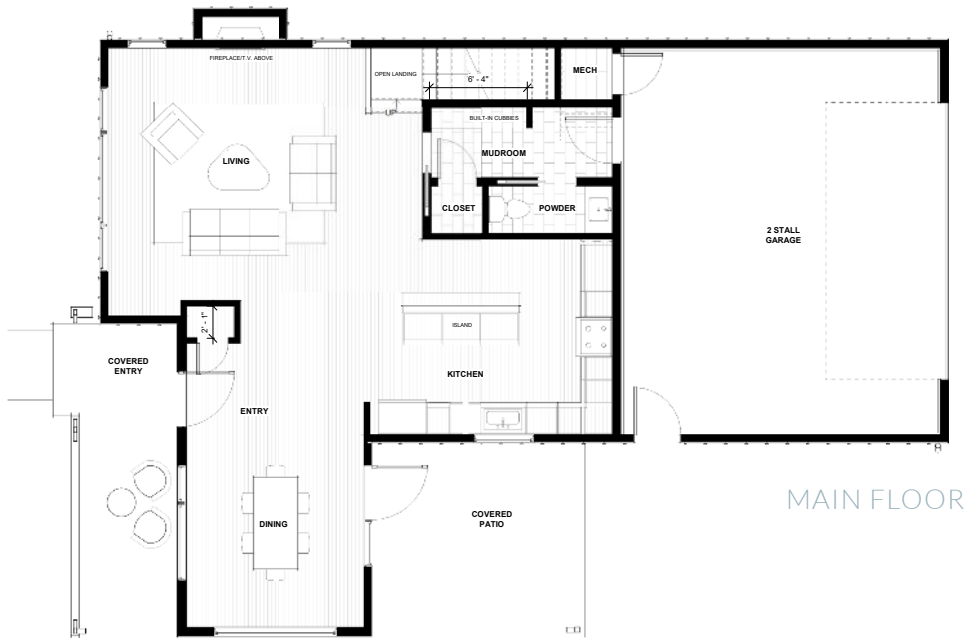 FIREPLACE/T.V. ABOVE
OPEN LANDING
6' - 4"
MECH
BUILT-IN CUBBIES
MUDROOM
LIVING
CLOSET
POWDER
2 STALL
GARAGE
2' - 1"
ISLAND
COVERED
ENTRY
KITCHEN
ENTRY
MAIN FLOOR
DINING
COVERED
PATIO